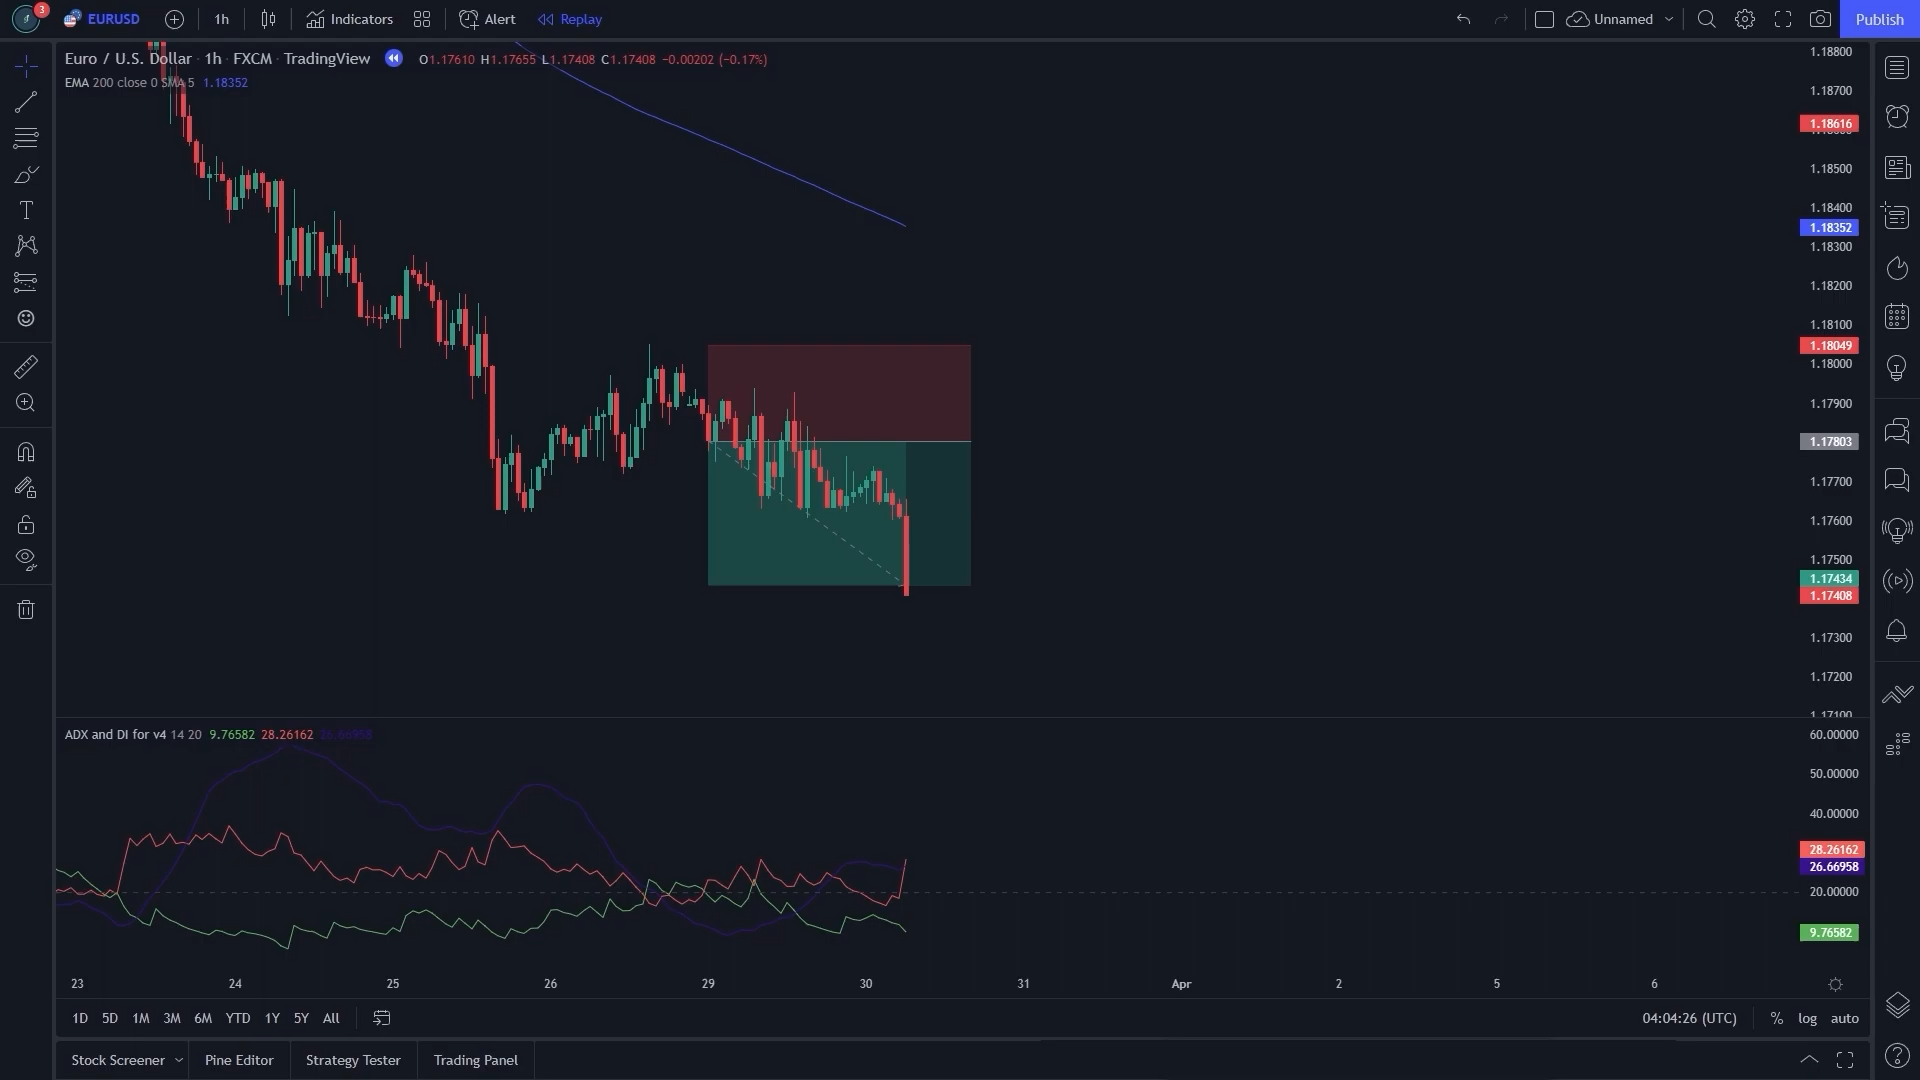 3
EURUSD
1h
Indicators
Alert
Replay
Unnamed
Publish
Euro / U.S. Dollar · 1h · FXCM · TradingView
O1.17610 H1.17655 L1.17408 C1.17408 −0.00202 (−0.17%)
EMA 200 close 0 SMA 5 1.18352
1.18800
1.18700
1.18616
1.18500
1.18400
1.18352
1.18300
1.18200
1.18100
1.18049
1.18000
1.17900
1.17803
1.17700
1.17600
1.17500
1.17434
1.17408
1.17300
1.17200
1.17100
ADX and DI for v4 14 20 9.76582 28.26162 26.66958
60.00000
50.00000
40.00000
28.26162
26.66958
20.00000
9.76582
23 24 25 26 29 30 31 Apr 2 5 6
1D 5D 1M 3M 6M YTD 1Y 5Y All
04:04:26 (UTC) % log auto
Stock Screener Pine Editor Strategy Tester Trading Panel